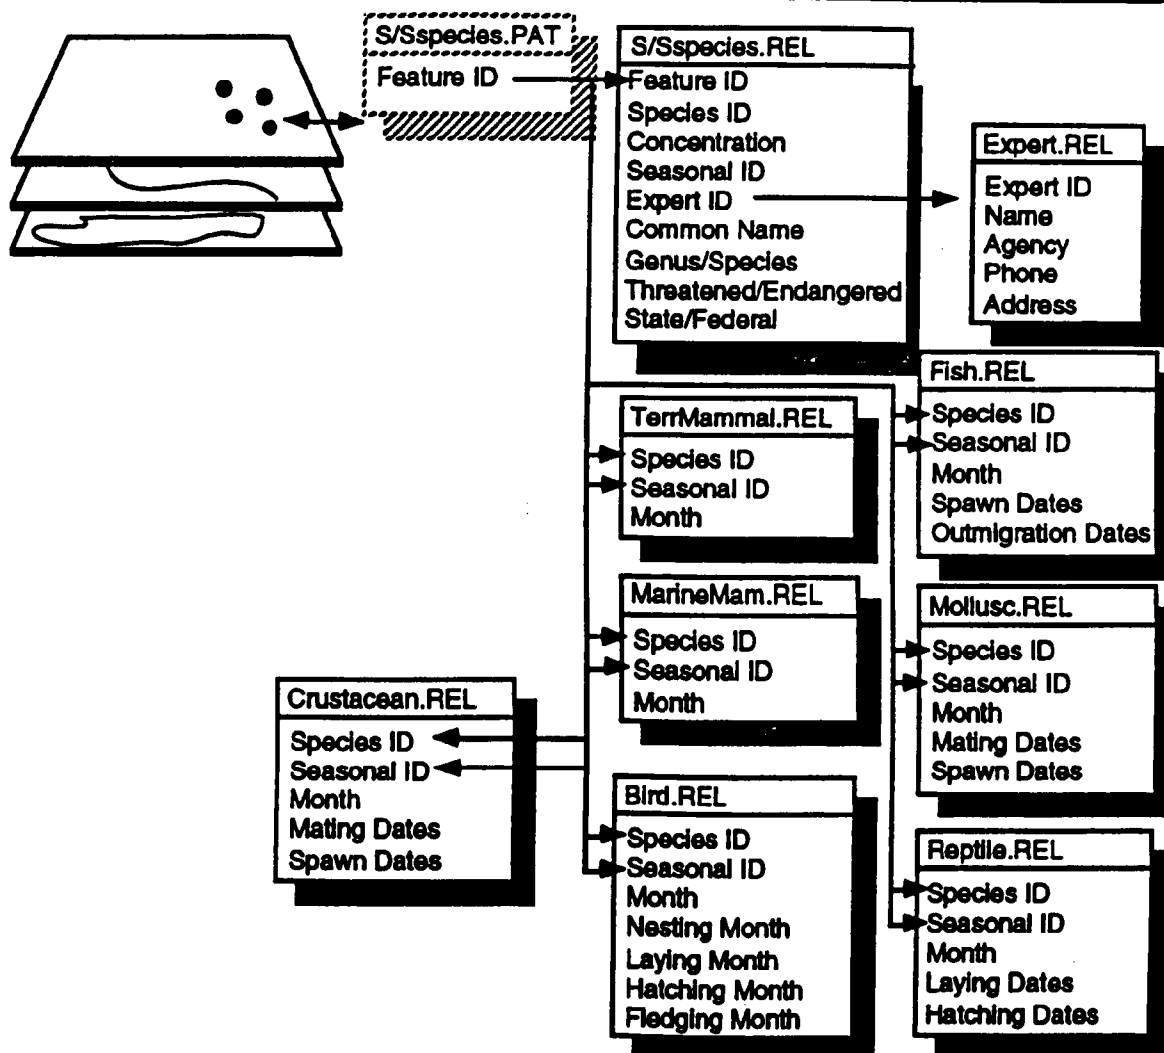 S/Sspecies.PAT
Feature ID
S/Sspecies.REL
Feature ID
Species ID
Concentration
Seasonal ID
Expert ID
Common Name
Genus/Species
Threatened/Endangered
State/Federal
Expert.REL
Expert ID
Name
Agency
Phone
Address
Fish.REL
Species ID
Seasonal ID
Month
Spawn Dates
Outmigration Dates
TerrMammal.REL
Species ID
Seasonal ID
Month
MarineMam.REL
Species ID
Seasonal ID
Month
Mollusc.REL
Species ID
Seasonal ID
Month
Mating Dates
Spawn Dates
Crustacean.REL
Species ID
Seasonal ID
Month
Mating Dates
Spawn Dates
Bird.REL
Species ID
Seasonal ID
Month
Nesting Month
Laying Month
Hatching Month
Fledging Month
Reptile.REL
Species ID
Seasonal ID
Month
Laying Dates
Hatching Dates